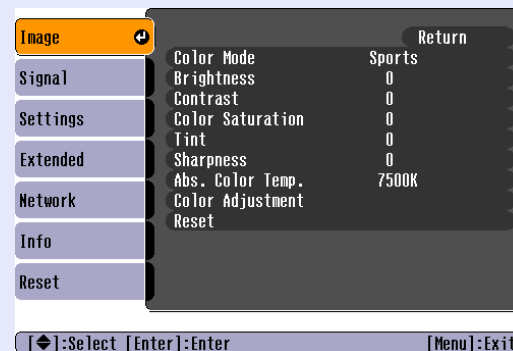 Image
Signal
Settings
Extended
Network
Info
Reset
Return
Color Mode Sports
Brightness 0
Contrast 0
Color Saturation 0
Tint 0
Sharpness 0
Abs. Color Temp. 7500K
Color Adjustment
Reset
[◆]:Select [Enter]:Enter [Menu]:Exit